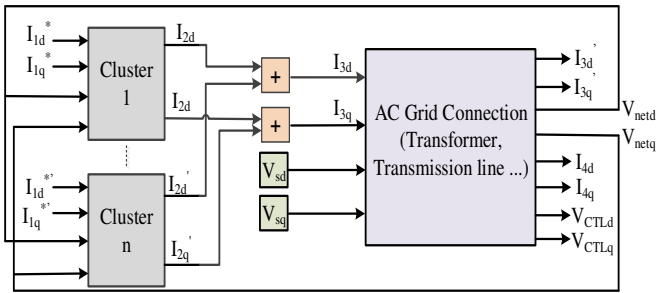 I1d*
I1q*
Cluster
1
I2d
I2d
I1d*'
I1q*'
Cluster
n
I2d'
I2q'
+
+
I3d
I3q
Vsd
Vsq
AC Grid Connection
(Transformer,
Transmission line ...)
I3d'
I3q'
Vnetd
Vnetq
I4d
I4q
VCTLd
VCTLq